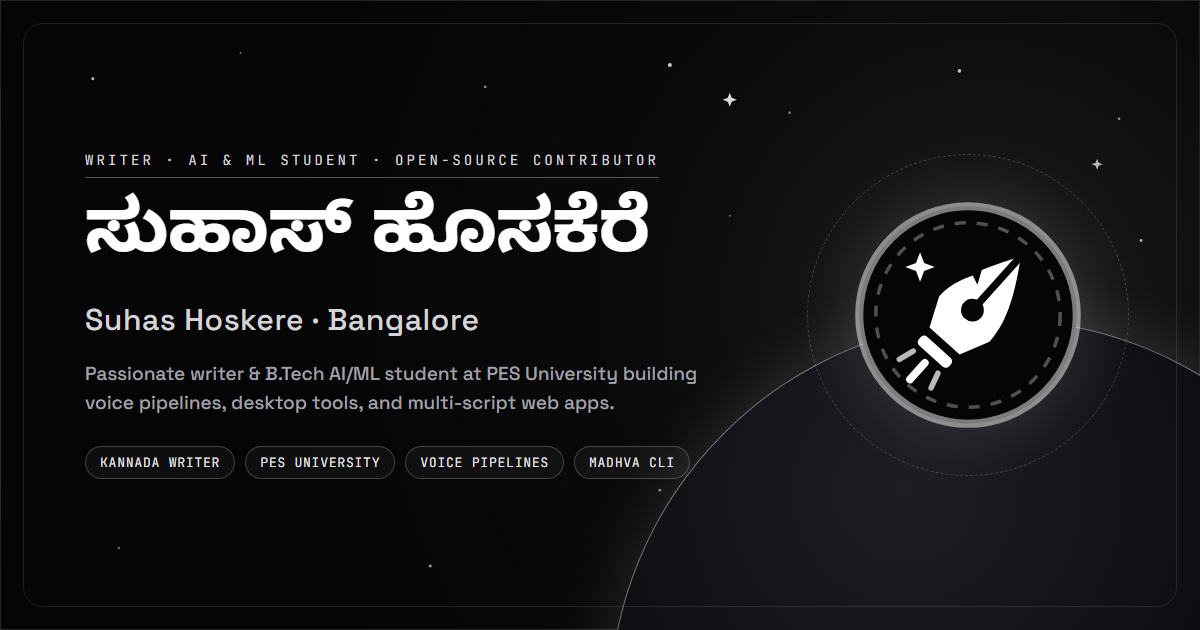 WRITER · AI & ML STUDENT · OPEN-SOURCE CONTRIBUTOR
ಸುಹಾಸ್ ಹೊಸಕೆರೆ
Suhas Hoskere · Bangalore
Passionate writer & B.Tech AI/ML student at PES University building
voice pipelines, desktop tools, and multi-script web apps.
KANNADA WRITER PES UNIVERSITY VOICE PIPELINES MADHVA CLI